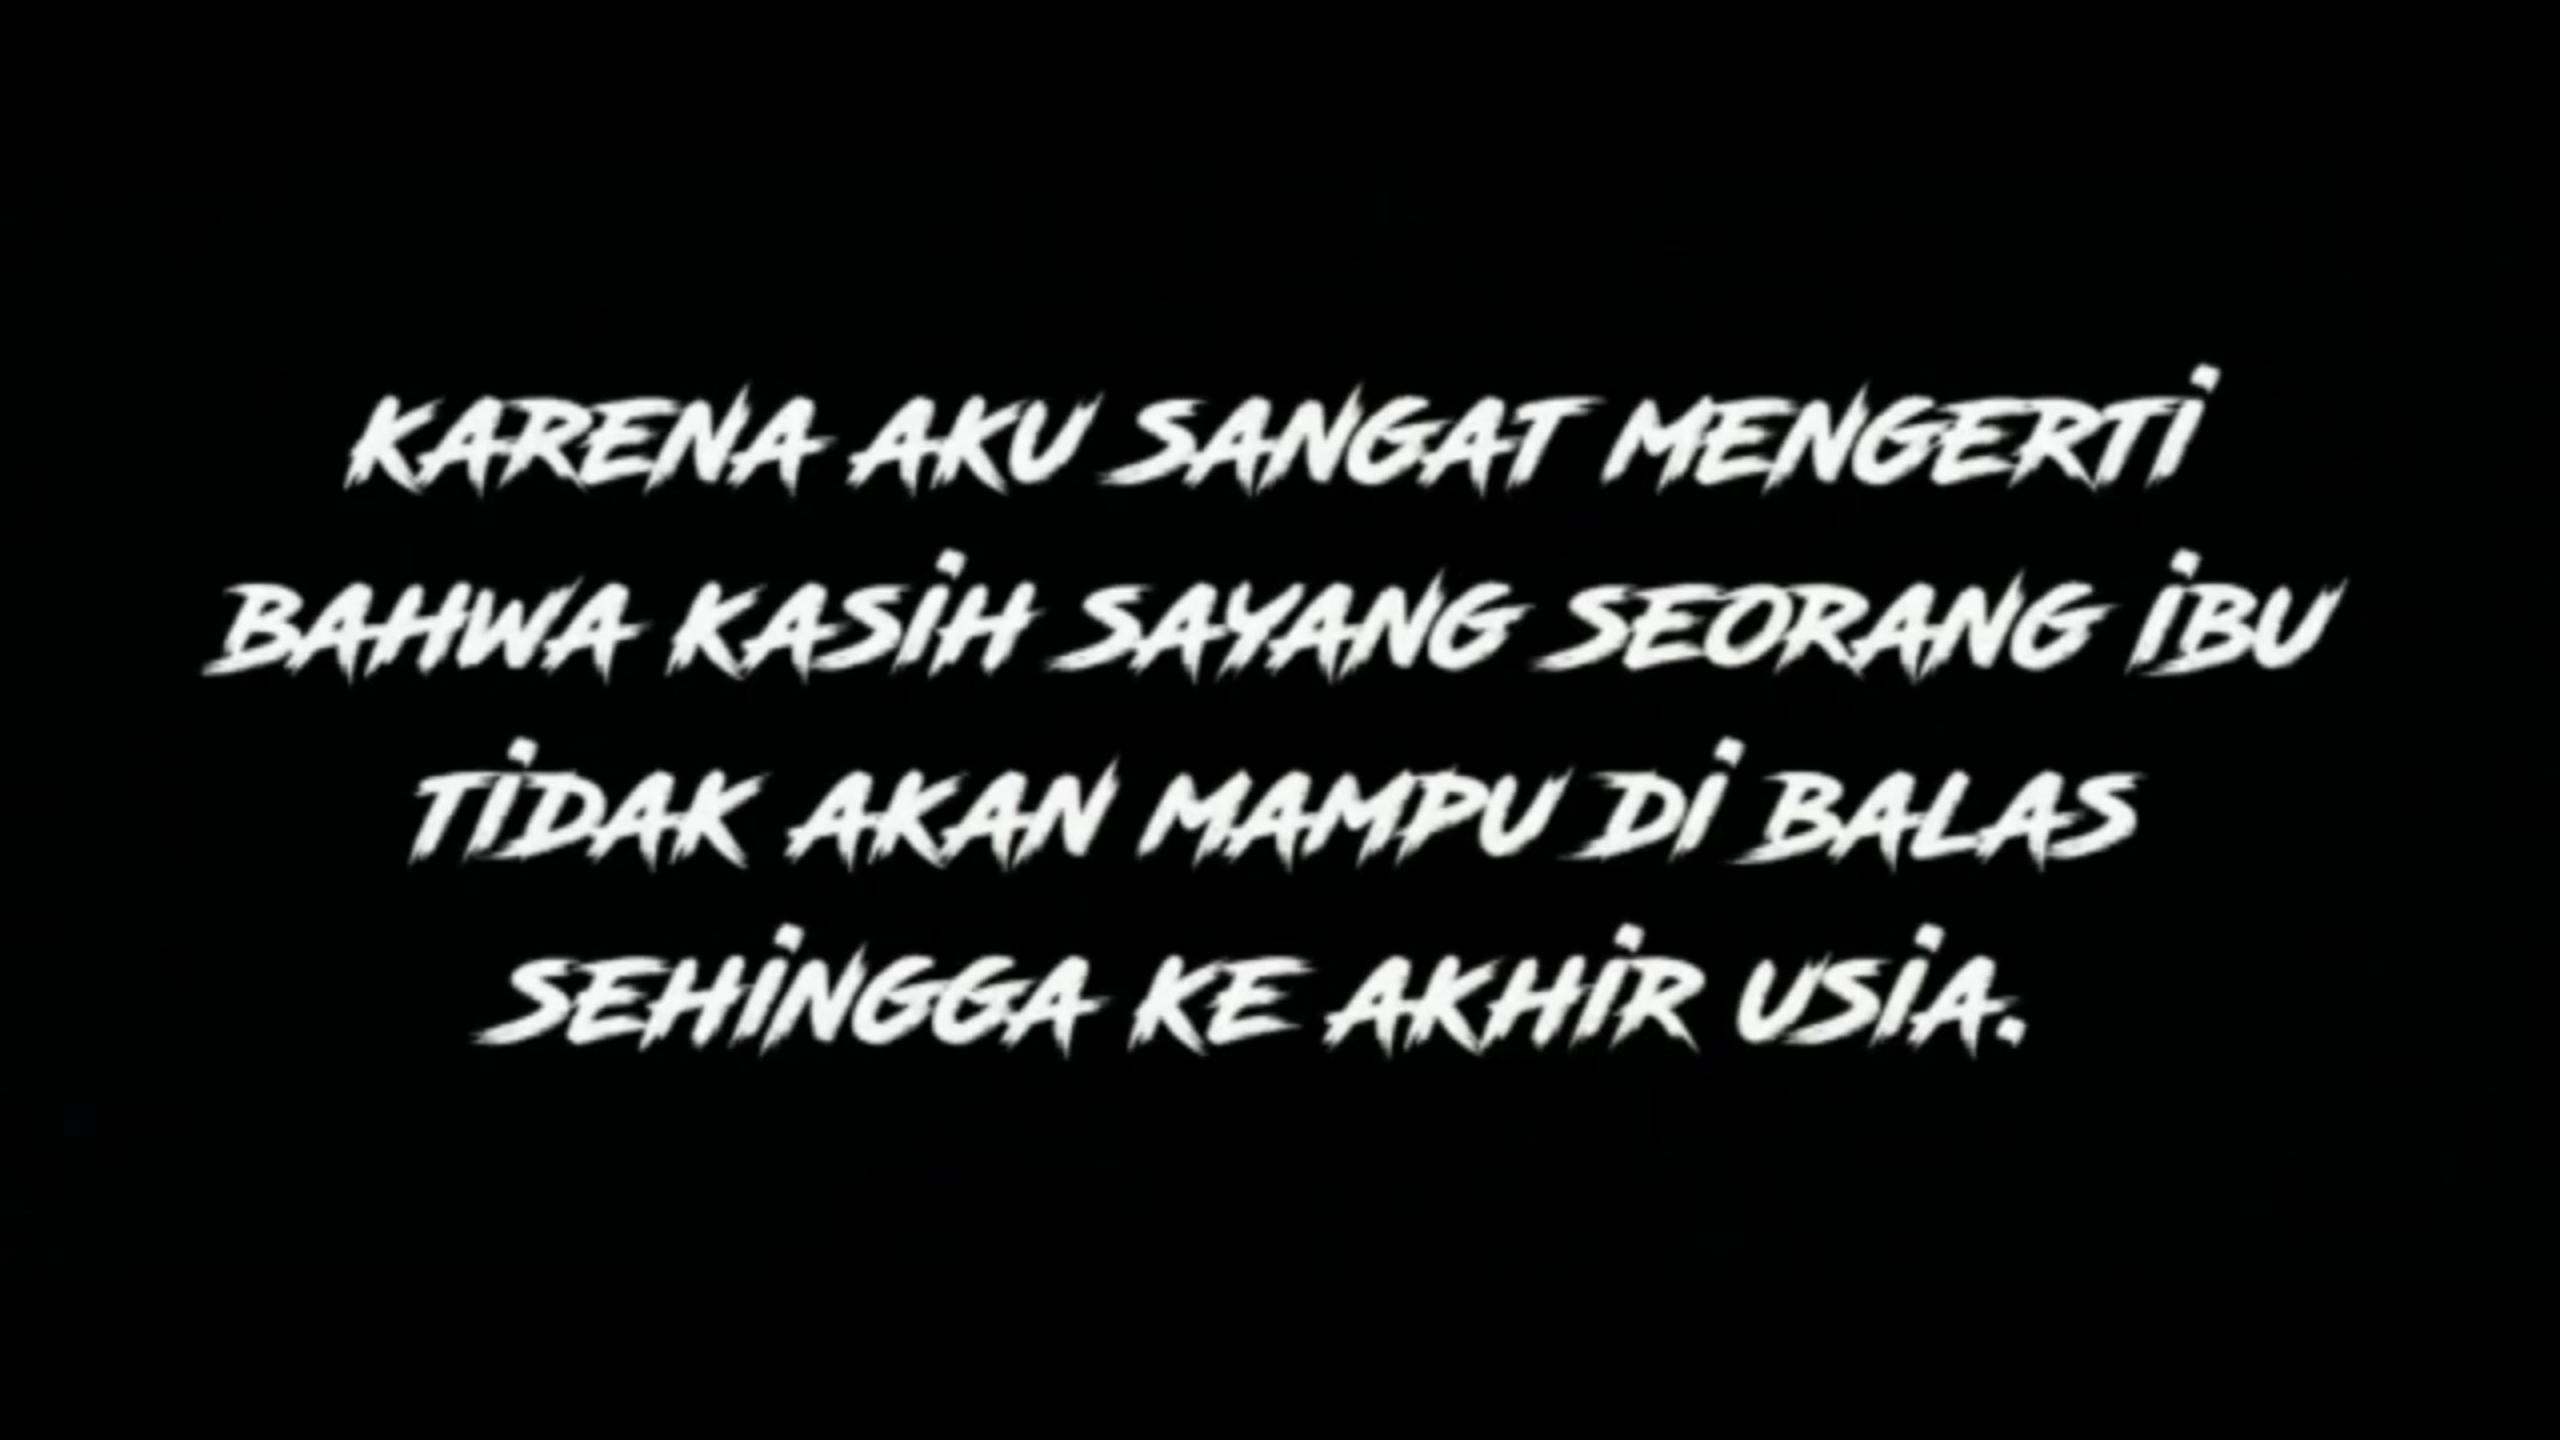 KARENA AKU SANGAT MENGERTI
BAHWA KASIH SAYANG SEORANG IBU
TIDAK AKAN MAMPU DI BALAS
SEHINGGA KE AKHIR USIA.